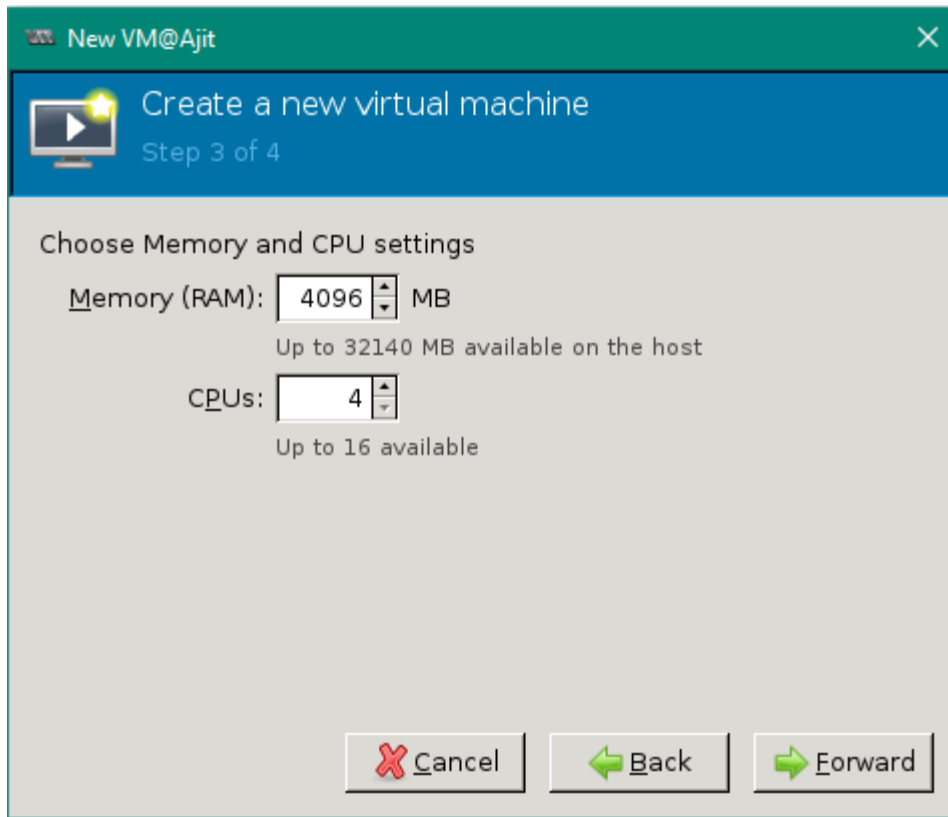 New VM@Ajit
Create a new virtual machine
Step 3 of 4
Choose Memory and CPU settings
Memory (RAM): 4096 MB
Up to 32140 MB available on the host
CPUs: 4
Up to 16 available
Cancel Back Forward